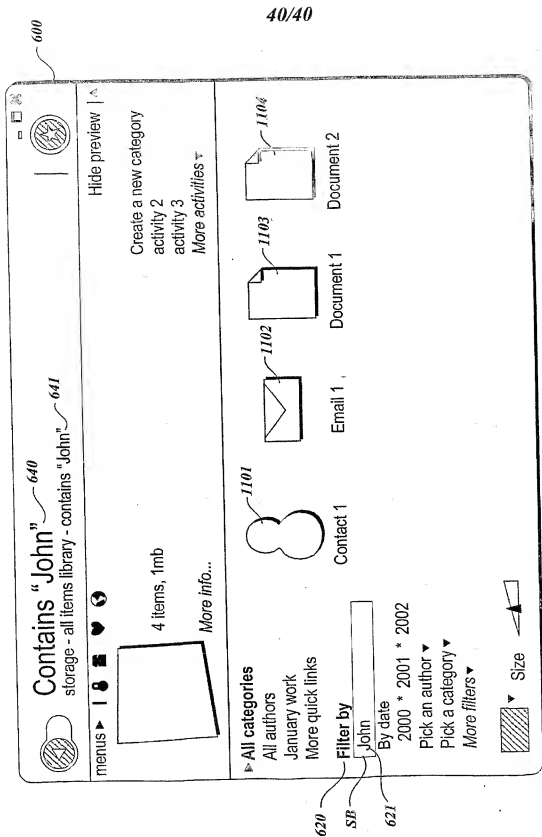 40/40
600
Contains "John" 640
storage - all items library - contains "John" 641
menus
Hide preview
4 items, 1mb
More info...
Create a new category
activity 2
activity 3
More activities
All categories
All authors
January work
More quick links
620
Filter by
SB
John
621
By date
2000 * 2001 * 2002
Pick an author
Pick a category
More filters
Size
1101
Contact 1
1102
Email 1
1103
Document 1
1104
Document 2